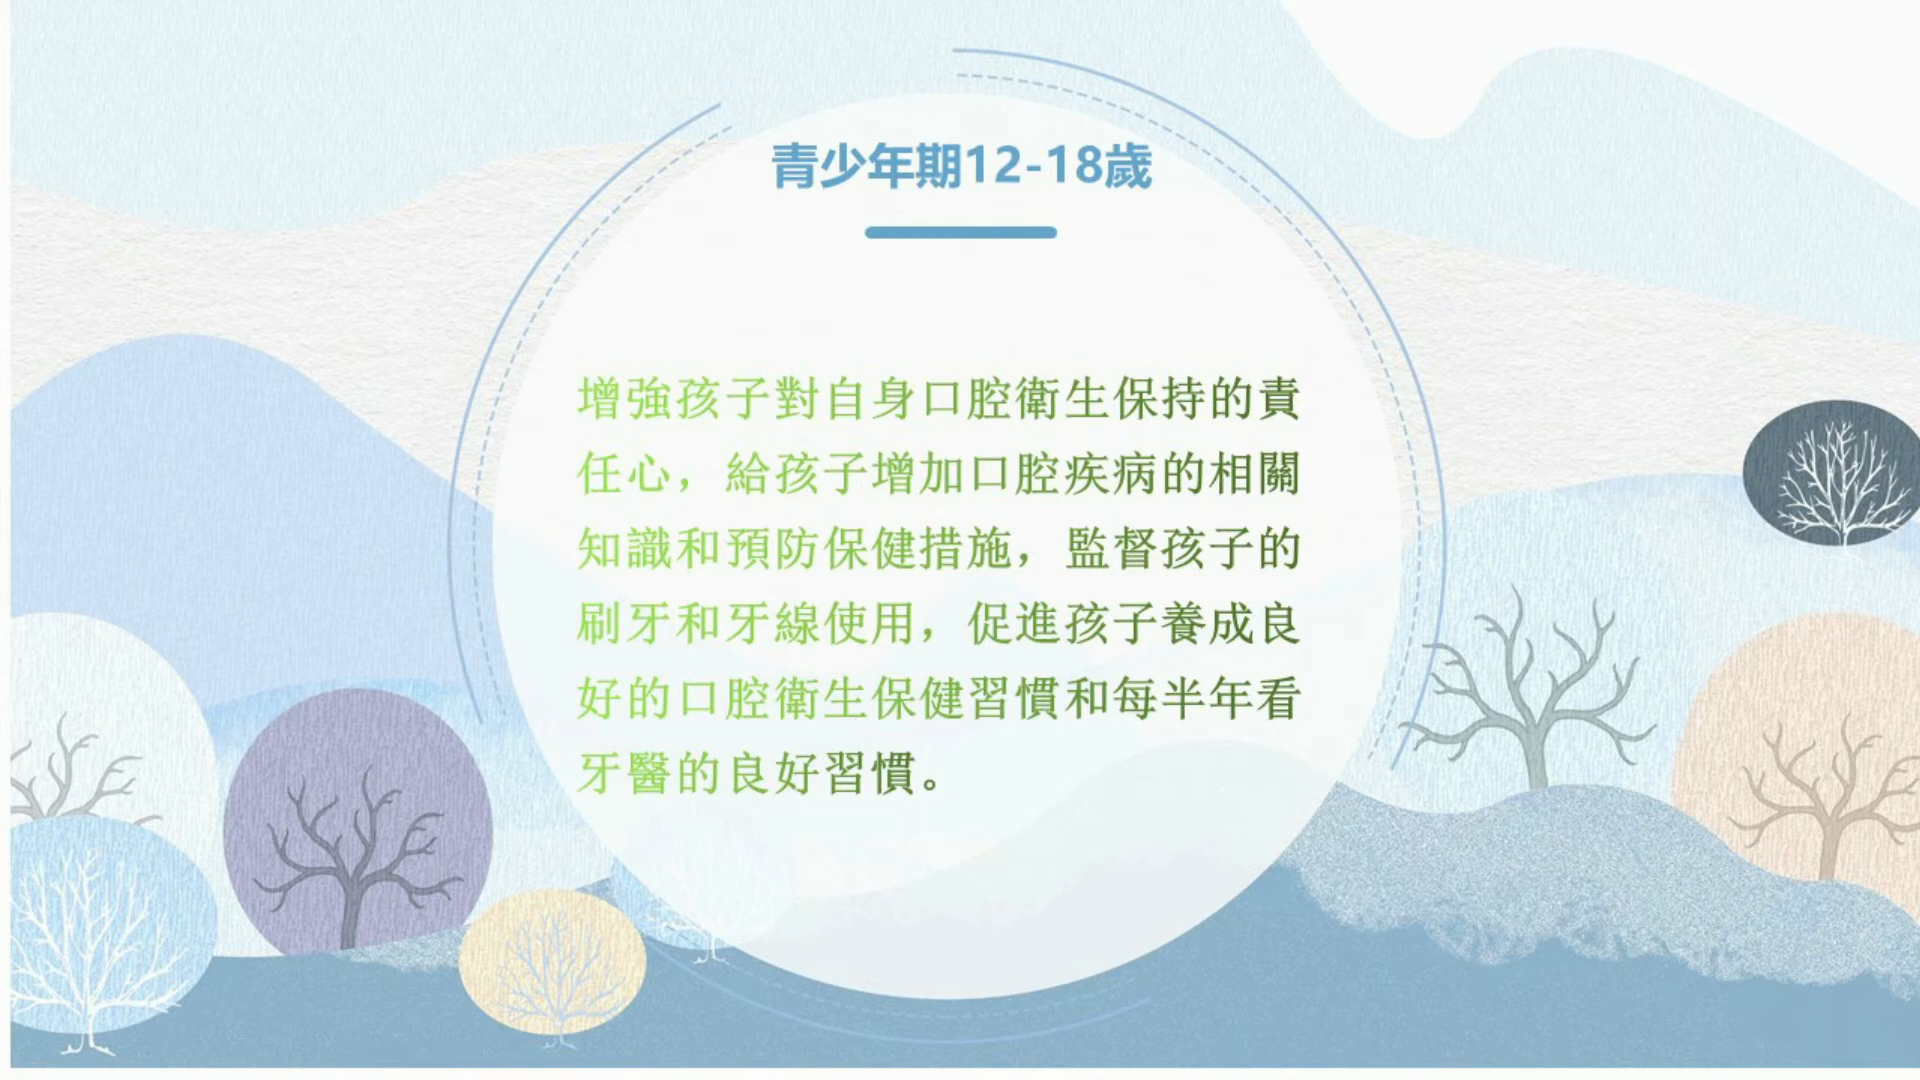 青少年期12-18歲
增強孩子對自身口腔衛生保持的責
任心，給孩子增加口腔疾病的相關
知識和預防保健措施，監督孩子的
刷牙和牙線使用，促進孩子養成良
好的口腔衛生保健習慣和每半年看
牙醫的良好習慣。